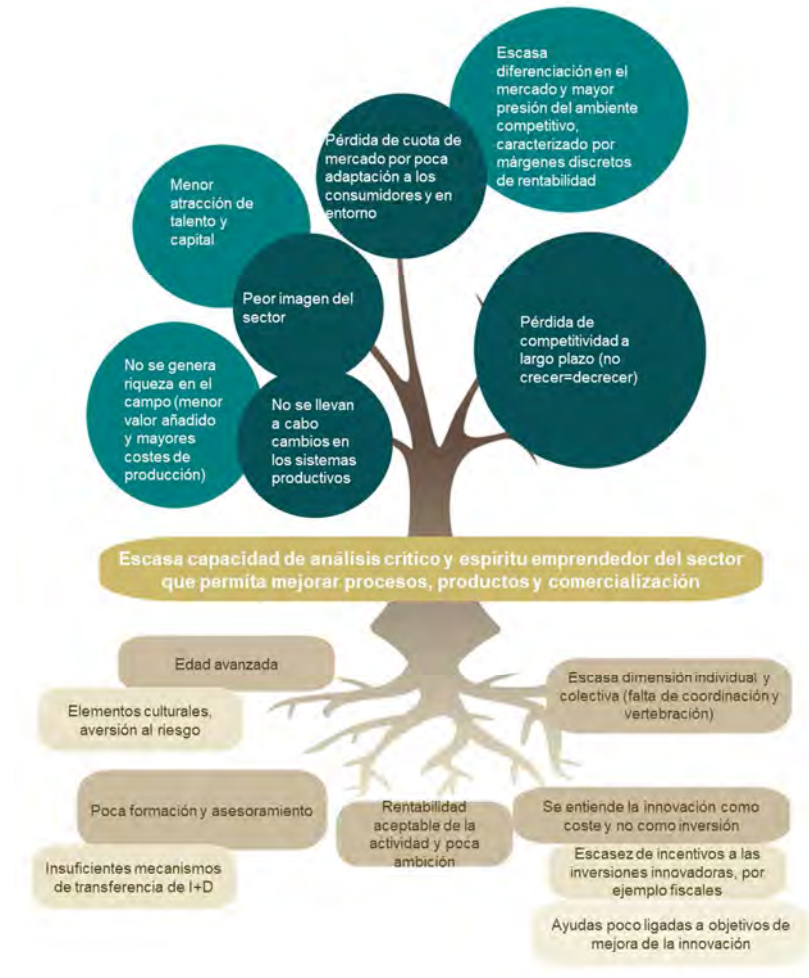 Escasa
diferenciación en el
mercado y mayor
presión del ambiente
competitivo,
caracterizado por
márgenes discretos
de rentabilidad
Pérdida de cuota de
mercado por poca
adaptación a los
consumidores y en
entorno
Menor
atracción de
talento y
capital
Peor imagen del
sector
Pérdida de
competitividad a
largo plazo (no
crecer=decrecer)
No se genera
riqueza en el
campo (menor
valor añadido
y mayores
costes de
producción)
No se llevan
a cabo
cambios en
los sistemas
productivos
Escasa capacidad de análisis crítico y espíritu emprendedor del sector
que permita mejorar procesos, productos y comercialización
Edad avanzada
Elementos culturales,
aversión al riesgo
Escasa dimensión individual y
colectiva (falta de coordinación y
vertebración)
Poca formación y asesoramiento
Insuficientes mecanismos
de transferencia de I+D
Rentabilidad
aceptable de la
actividad y poca
ambición
Se entiende la innovación como
coste y no como inversión
Escasez de incentivos a las
inversiones innovadoras, por
ejemplo fiscales
Ayudas poco ligadas a objetivos de
mejora de la innovación